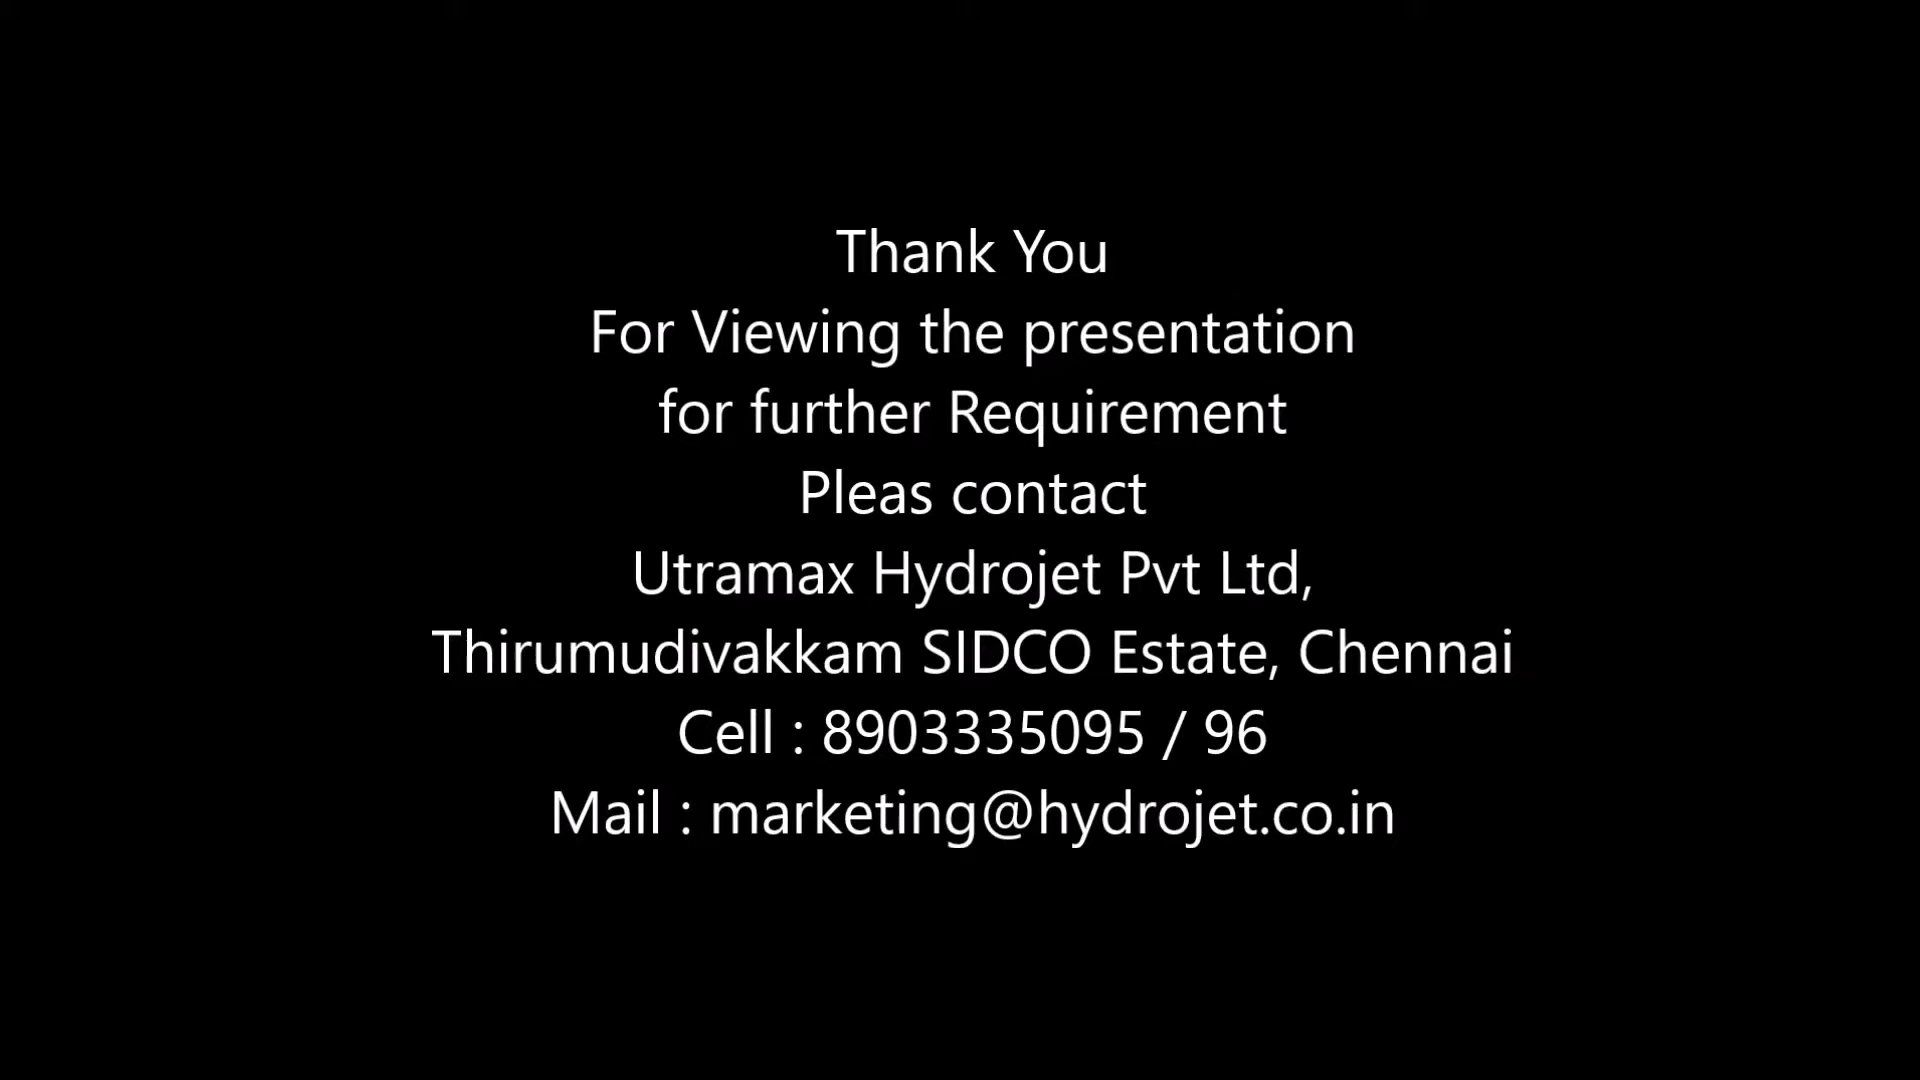 Thank You
For Viewing the presentation
for further Requirement
Pleas contact
Utramax Hydrojet Pvt Ltd,
Thirumudivakkam SIDCO Estate, Chennai
Cell : 8903335095 / 96
Mail : marketing@hydrojet.co.in